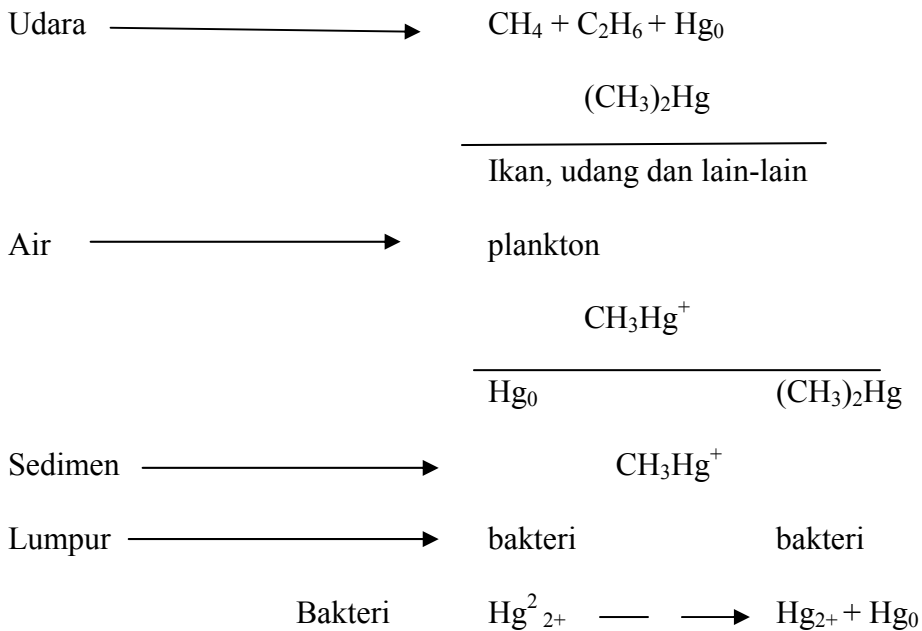 Udara CH₄ + C₂H₆ + Hg₀
(CH₃)₂Hg
Ikan, udang dan lain-lain
Air plankton
CH₃Hg⁺
Hg₀ (CH₃)₂Hg
Sedimen CH₃Hg⁺
Lumpur bakteri bakteri
Bakteri Hg² ₂₊ Hg₂₊ + Hg₀